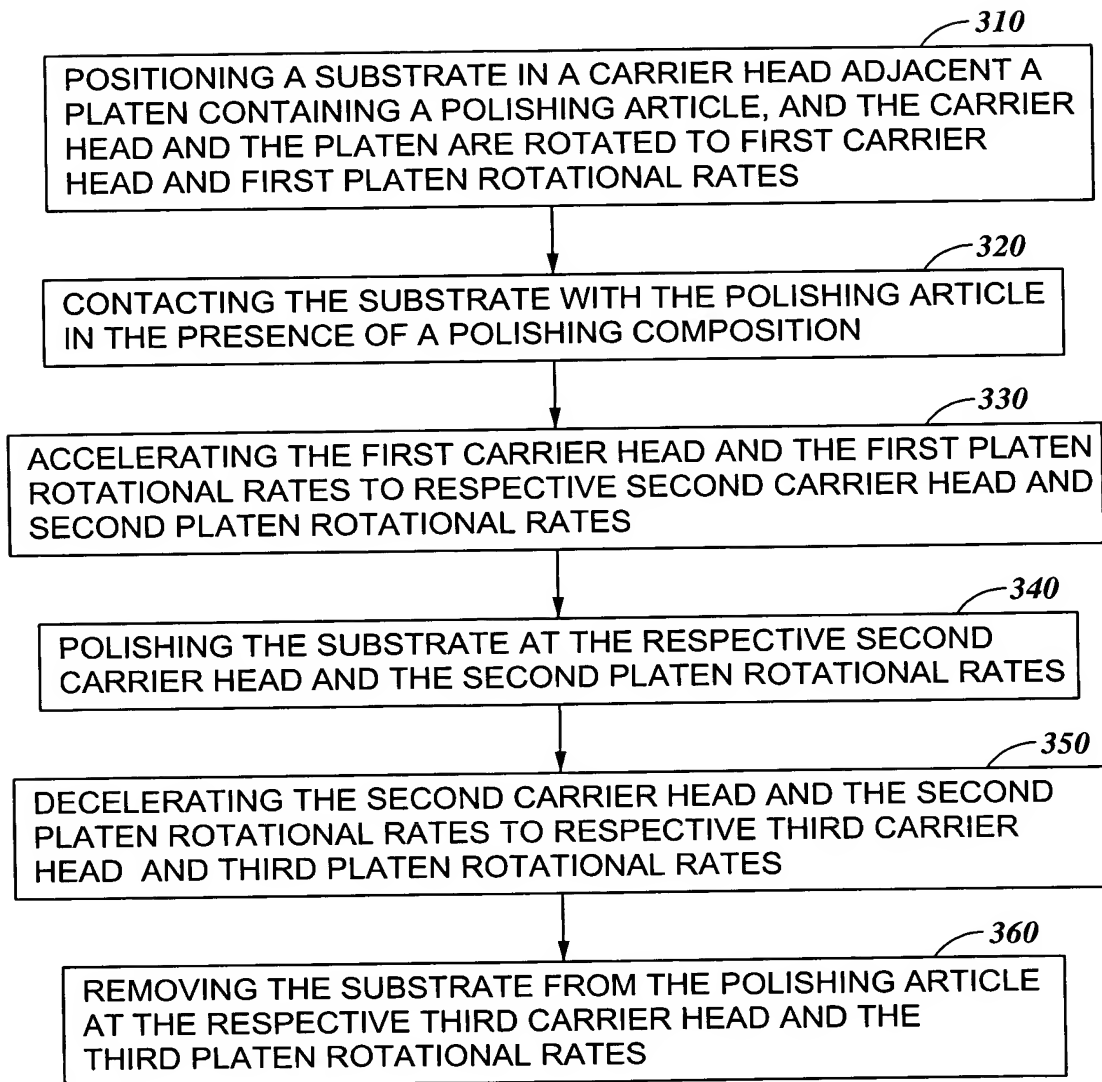 310
POSITIONING A SUBSTRATE IN A CARRIER HEAD ADJACENT A
PLATEN CONTAINING A POLISHING ARTICLE, AND THE CARRIER
HEAD AND THE PLATEN ARE ROTATED TO FIRST CARRIER
HEAD AND FIRST PLATEN ROTATIONAL RATES
320
CONTACTING THE SUBSTRATE WITH THE POLISHING ARTICLE
IN THE PRESENCE OF A POLISHING COMPOSITION
330
ACCELERATING THE FIRST CARRIER HEAD AND THE FIRST PLATEN
ROTATIONAL RATES TO RESPECTIVE SECOND CARRIER HEAD AND
SECOND PLATEN ROTATIONAL RATES
340
POLISHING THE SUBSTRATE AT THE RESPECTIVE SECOND
CARRIER HEAD AND THE SECOND PLATEN ROTATIONAL RATES
350
DECELERATING THE SECOND CARRIER HEAD AND THE SECOND
PLATEN ROTATIONAL RATES TO RESPECTIVE THIRD CARRIER
HEAD AND THIRD PLATEN ROTATIONAL RATES
360
REMOVING THE SUBSTRATE FROM THE POLISHING ARTICLE
AT THE RESPECTIVE THIRD CARRIER HEAD AND THE
THIRD PLATEN ROTATIONAL RATES